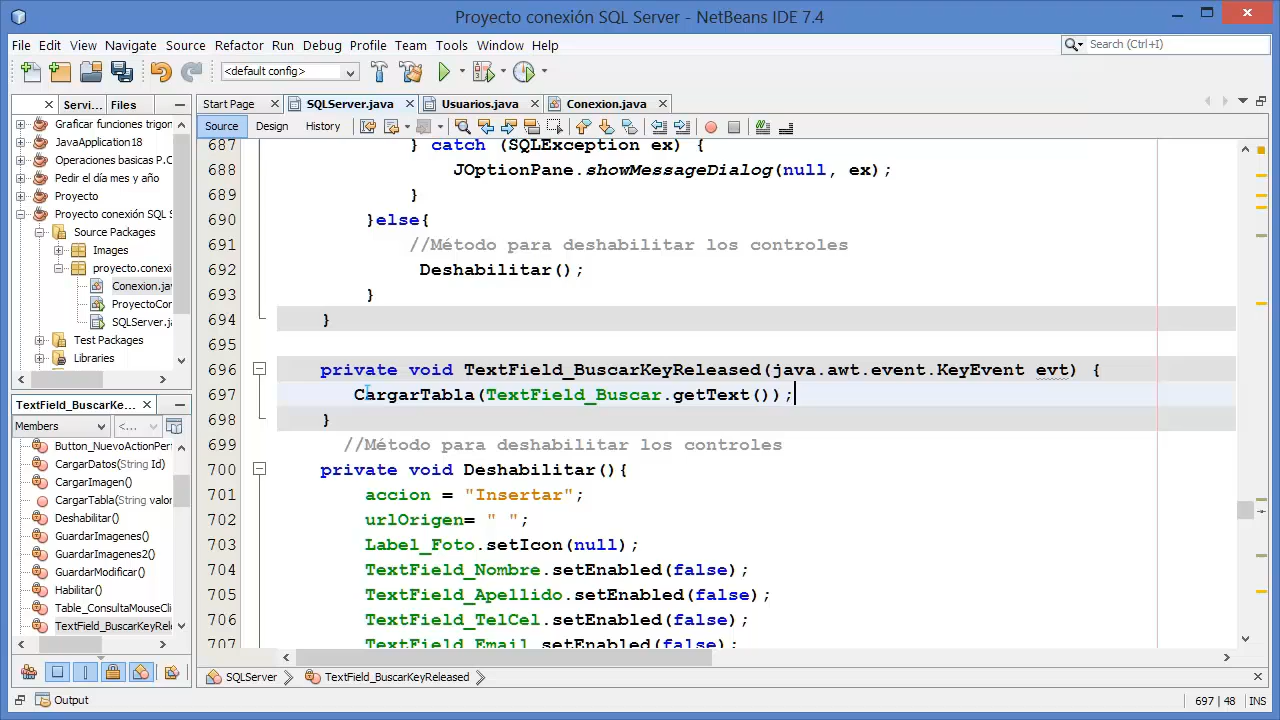 Proyecto conexión SQL Server - NetBeans IDE 7.4
File Edit View Navigate Source Refactor Run Debug Profile Team Tools Window Help
Search (Ctrl+I)
<default config>
Servi... Files
Start Page SQLServer.java Usuarios.java Conexion.java
Source Design History
Graficar funciones trigon
JavaApplication18
Operaciones basicas P.C
Pedir el día mes y año
Proyecto
Proyecto conexión SQL S
Source Packages
Images
proyecto.conexi
Conexion.jav
ProyectoCor
SQLServer.ja
Test Packages
Libraries
TextField_BuscarKe...
Members <...
Button_NuevoActionPerf
CargarDatos(String Id)
CargarImagen()
CargarTabla(String valor
Deshabilitar()
GuardarImagenes()
GuardarImagenes2()
GuardarModificar()
Habilitar()
Table_ConsultaMouseCli
TextField_BuscarKeyRele
687 } catch (SQLException ex) {
688 JOptionPane.showMessageDialog(null, ex);
689 }
690 }else{
691 //Método para deshabilitar los controles
692 Deshabilitar();
693 }
694 }
695
696 private void TextField_BuscarKeyReleased(java.awt.event.KeyEvent evt) {
697 CargarTabla(TextField_Buscar.getText());
698 }
699 //Método para deshabilitar los controles
700 private void Deshabilitar(){
701 accion = "Insertar";
702 urlOrigen= " ";
703 Label_Foto.setIcon(null);
704 TextField_Nombre.setEnabled(false);
705 TextField_Apellido.setEnabled(false);
706 TextField_TelCel.setEnabled(false);
707 TextField_Email.setEnabled(false);
SQLServer TextField_BuscarKeyReleased
Output
697 | 48 INS